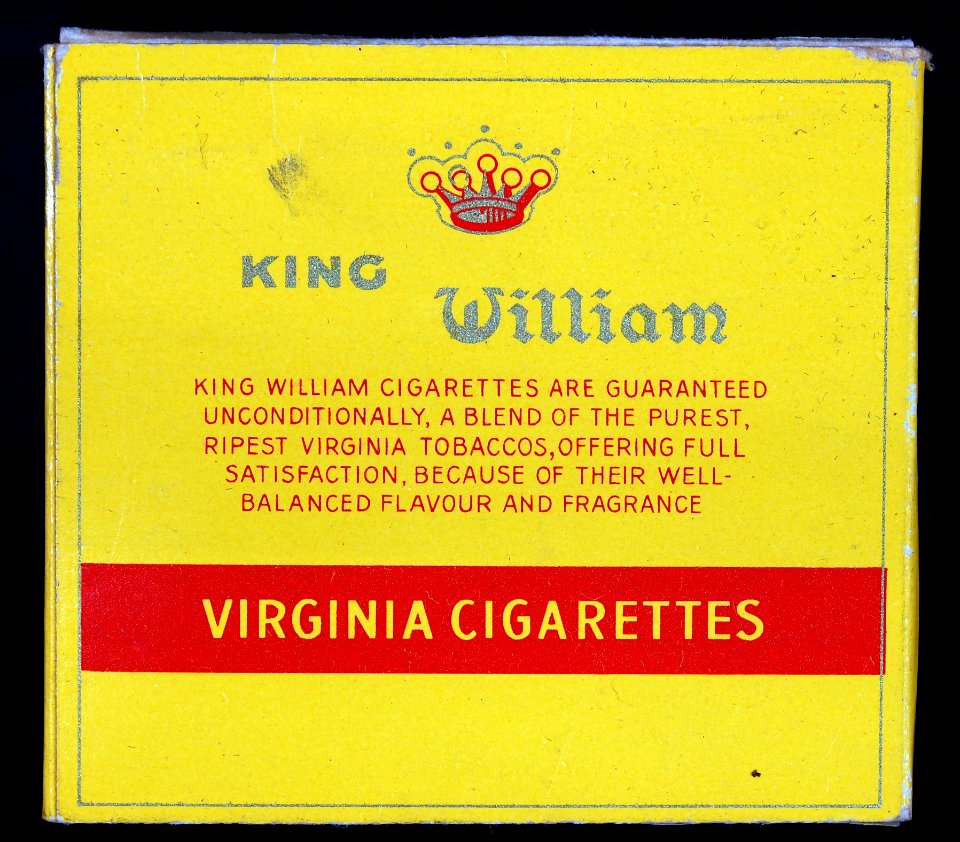 KING
William
KING WILLIAM CIGARETTES ARE GUARANTEED
UNCONDITIONALLY, A BLEND OF THE PUREST,
RIPEST VIRGINIA TOBACCOS,OFFERING FULL
SATISFACTION, BECAUSE OF THEIR WELL-
BALANCED FLAVOUR AND FRAGRANCE
VIRGINIA CIGARETTES